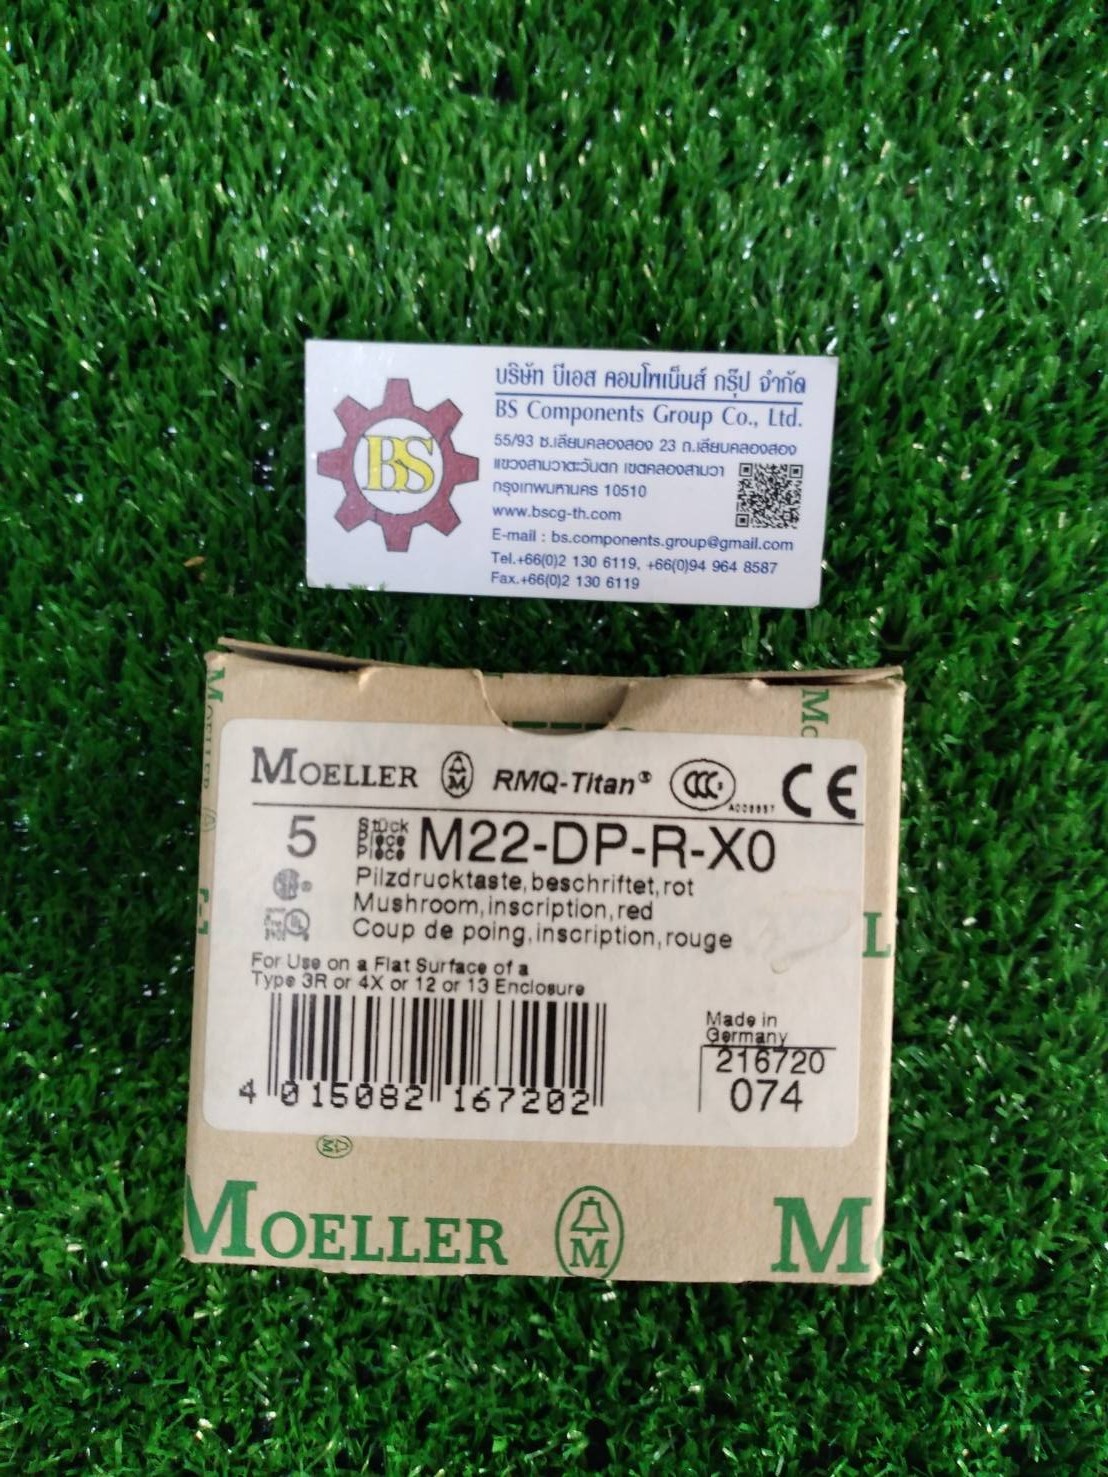 บริษัท บีเอส คอมโพเน็นส์ กรุ๊ป จำกัด
BS Components Group Co., Ltd.
BS
55/93 ซ.เลียบคลองสอง 23 ถ.เลียบคลองสอง
แขวงสามวาตะวันตก เขตคลองสามวา
กรุงเทพมหานคร 10510
www.bscg-th.com
E-mail : bs.components.group@gmail.com
Tel.+66(0)2 130 6119, +66(0)94 964 8587
Fax.+66(0)2 130 6119
MOELLER
MOELLER M RMQ-Titan® CCC CE
5 Stück Piece Pièce M22-DP-R-X0
Pilzdrucktaste,beschriftet,rot
Mushroom,inscription,red
Coup de poing,inscription,rouge
For Use on a Flat Surface of a
Type 3R or 4X or 12 or 13 Enclosure
Made in
Germany
216720
074
4 015082 167202
M
MOELLER M M